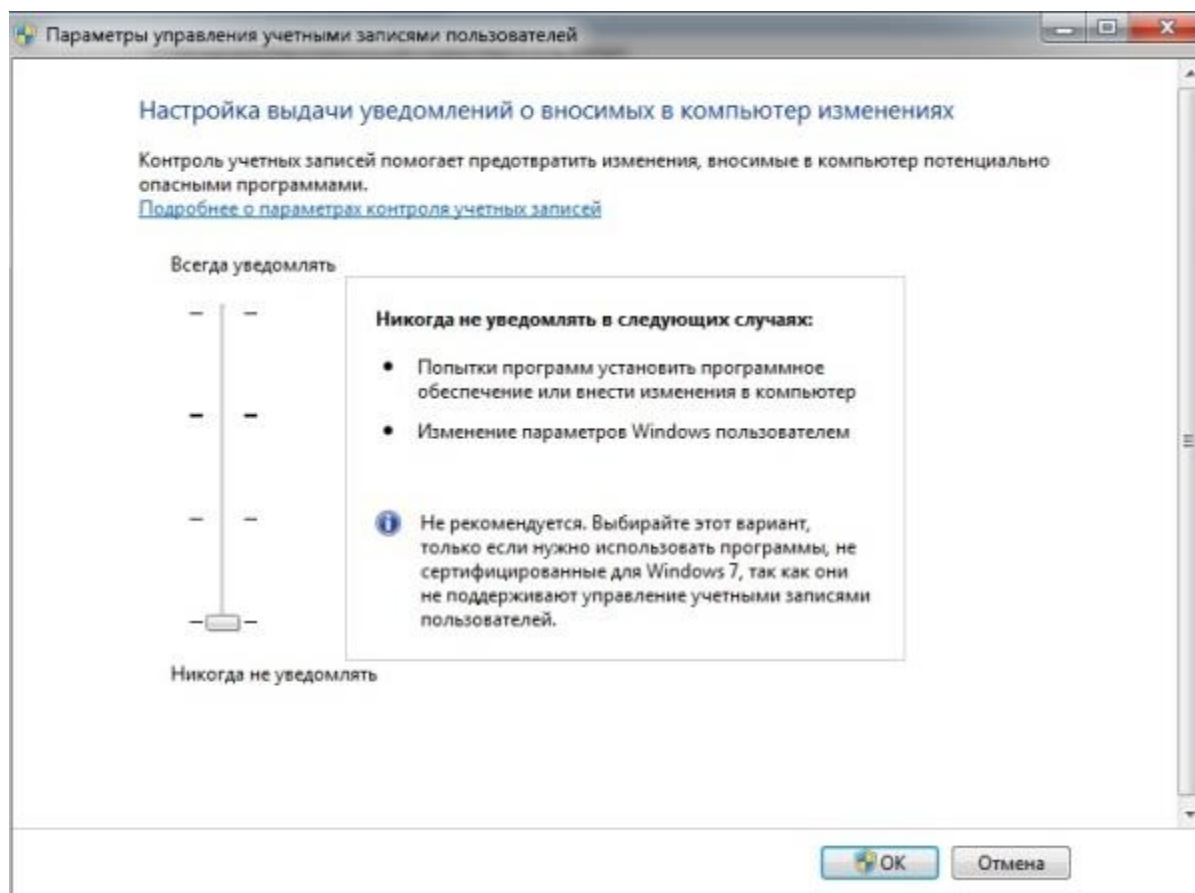 Параметры управления учетными записями пользователей
Настройка выдачи уведомлений о вносимых в компьютер изменениях
Контроль учетных записей помогает предотвратить изменения, вносимые в компьютер потенциально
опасными программами.
Подробнее о параметрах контроля учетных записей
Всегда уведомлять
Никогда не уведомлять в следующих случаях:
Попытки программ установить программное
обеспечение или внести изменения в компьютер
Изменение параметров Windows пользователем
Не рекомендуется. Выбирайте этот вариант,
только если нужно использовать программы, не
сертифицированные для Windows 7, так как они
не поддерживают управление учетными записями
пользователей.
Никогда не уведомлять
ОК
Отмена